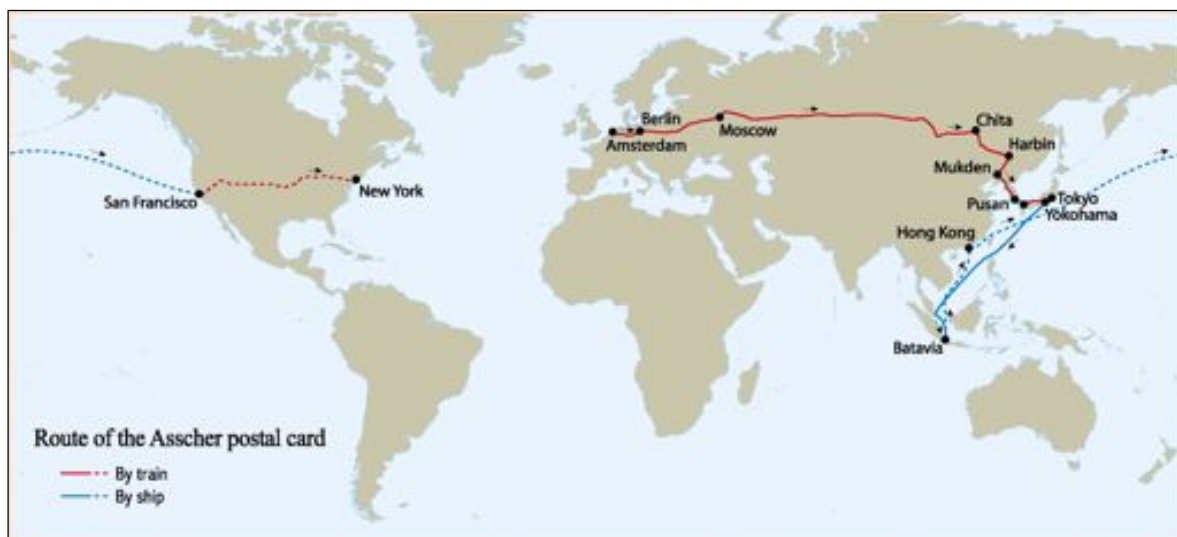 Berlin
Amsterdam
Moscow
Chita
Harbin
Mukden
Pusan
Tokyo
Yokohama
Hong Kong
Batavia
San Francisco
New York
Route of the Asscher postal card
By train
By ship